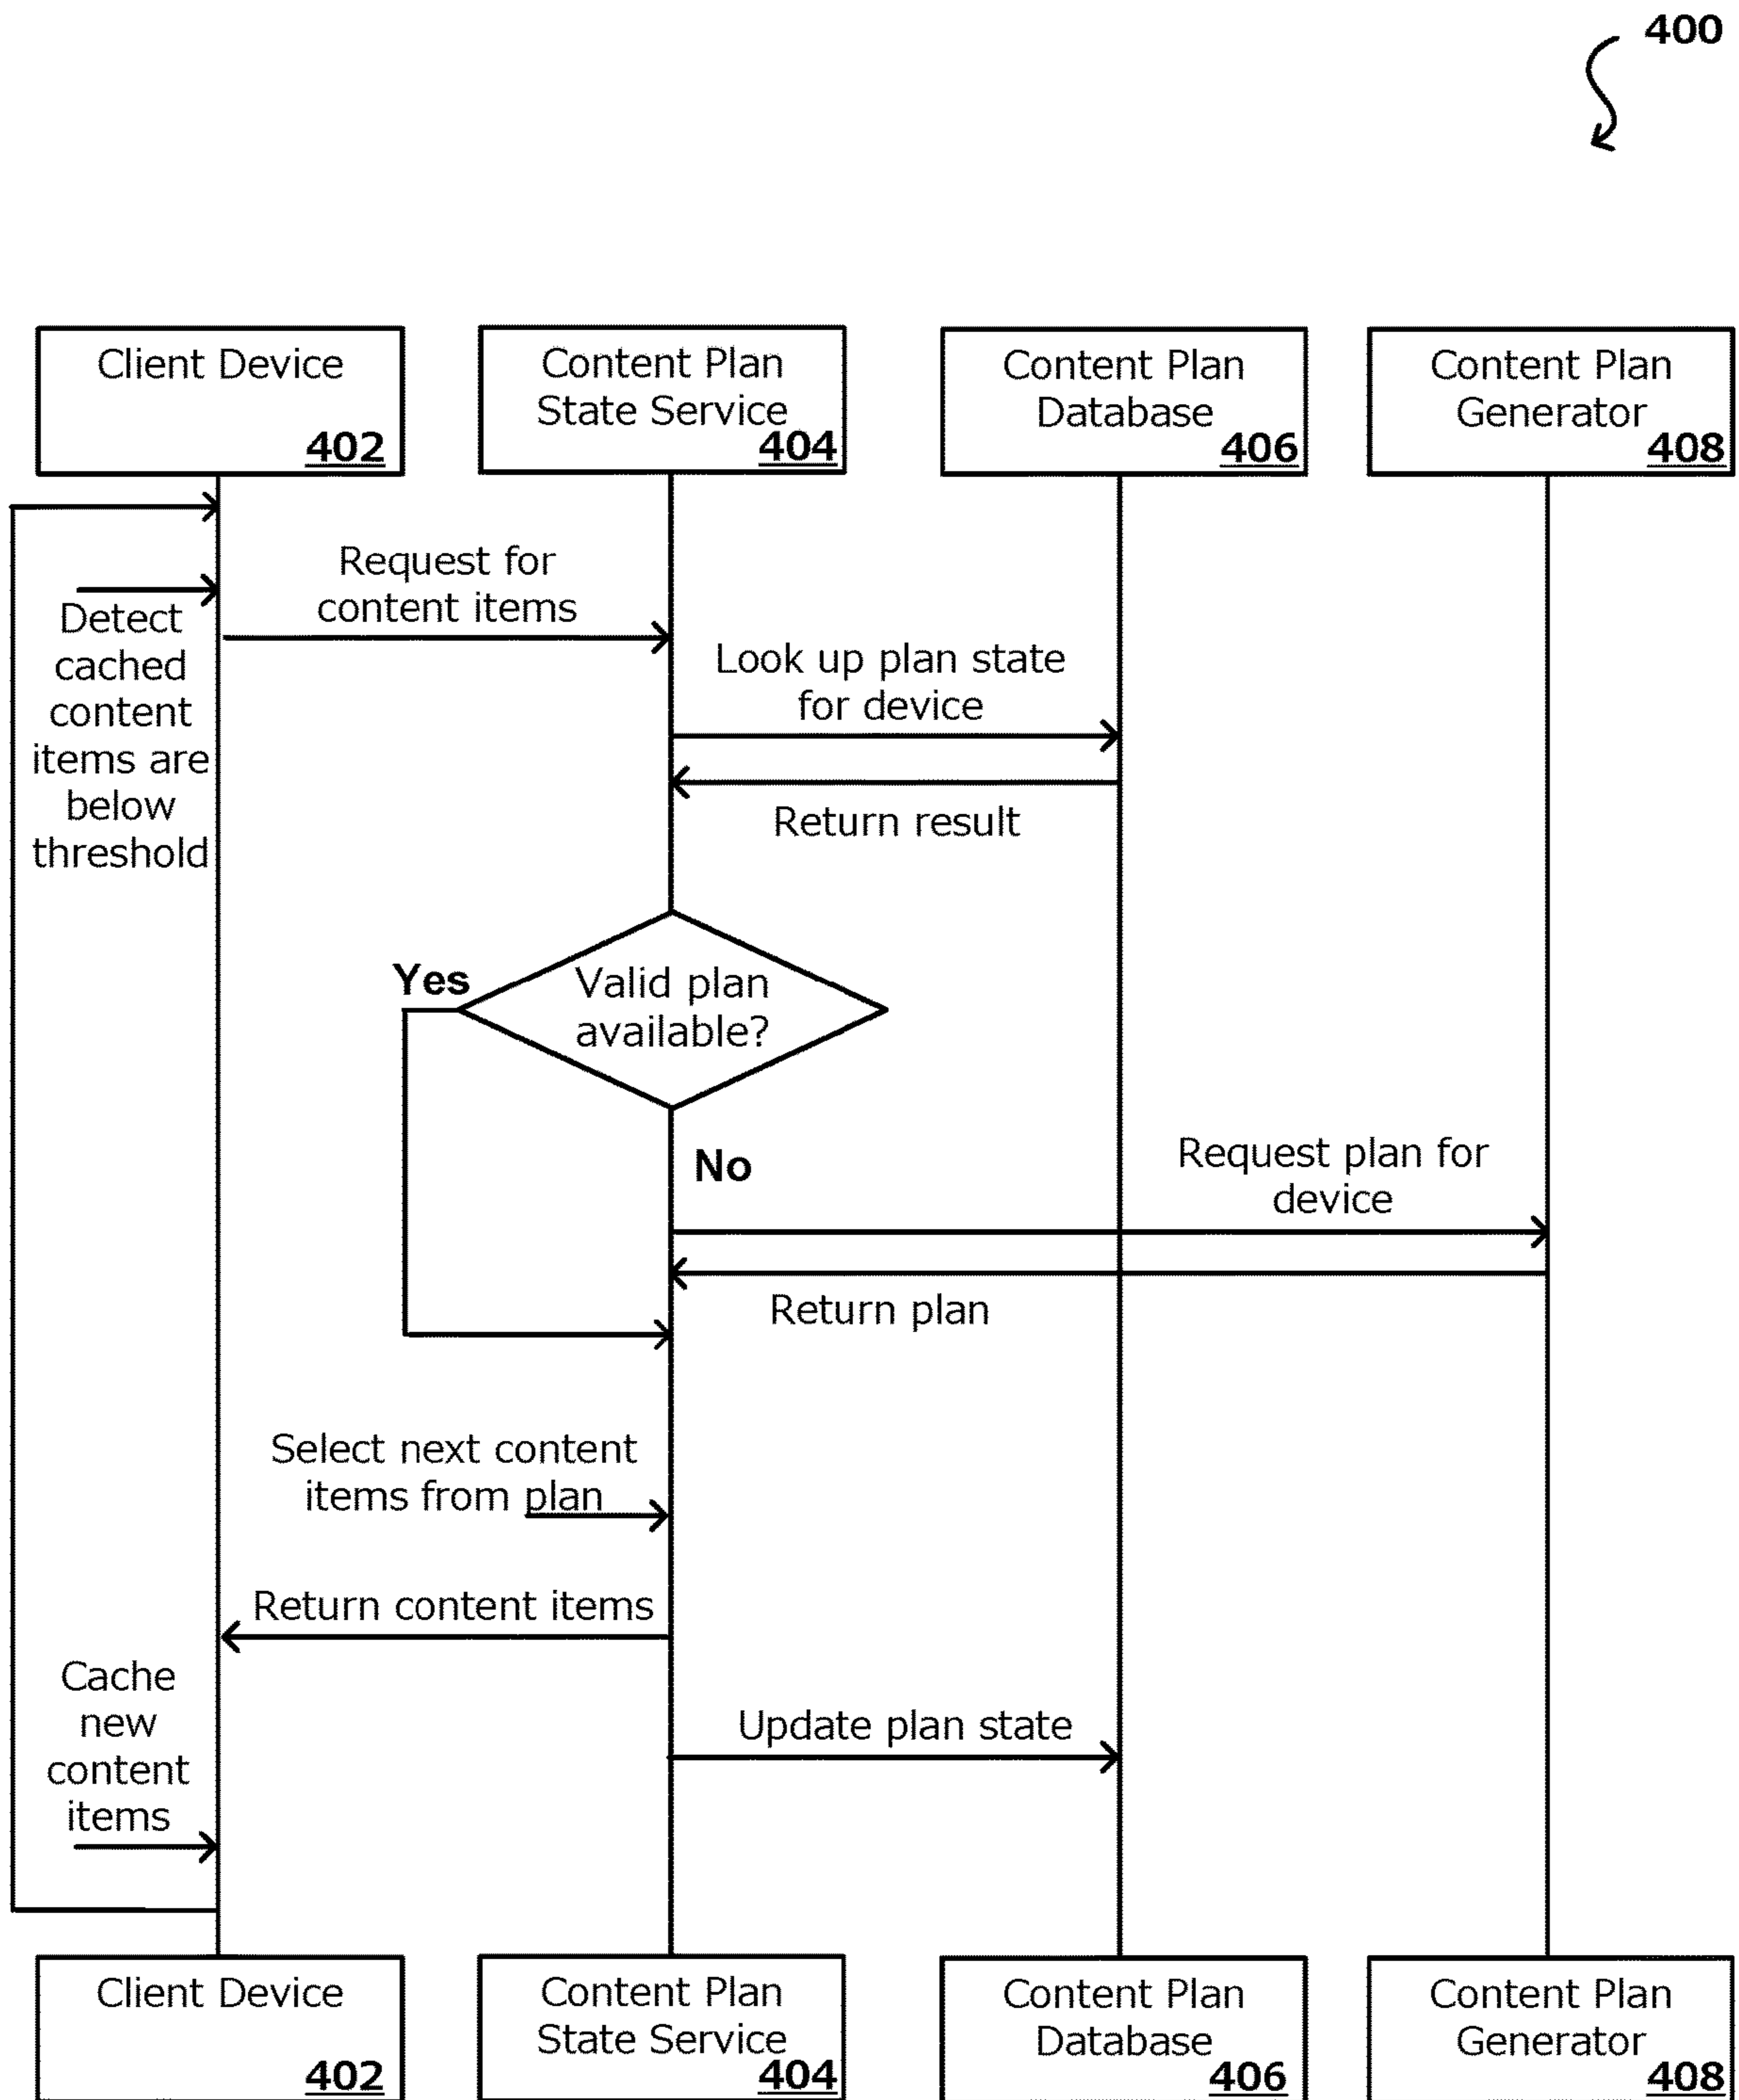 400
Client Device
402
Content Plan
State Service
404
Content Plan
Database
406
Content Plan
Generator
408
Request for
content items
Detect
cached
content
items are
below
threshold
Look up plan state
for device
Return result
Yes
Valid plan
available?
No
Request plan for
device
Return plan
Select next content
items from plan
Return content items
Cache
new
content
items
Update plan state
Client Device
402
Content Plan
State Service
404
Content Plan
Database
406
Content Plan
Generator
408